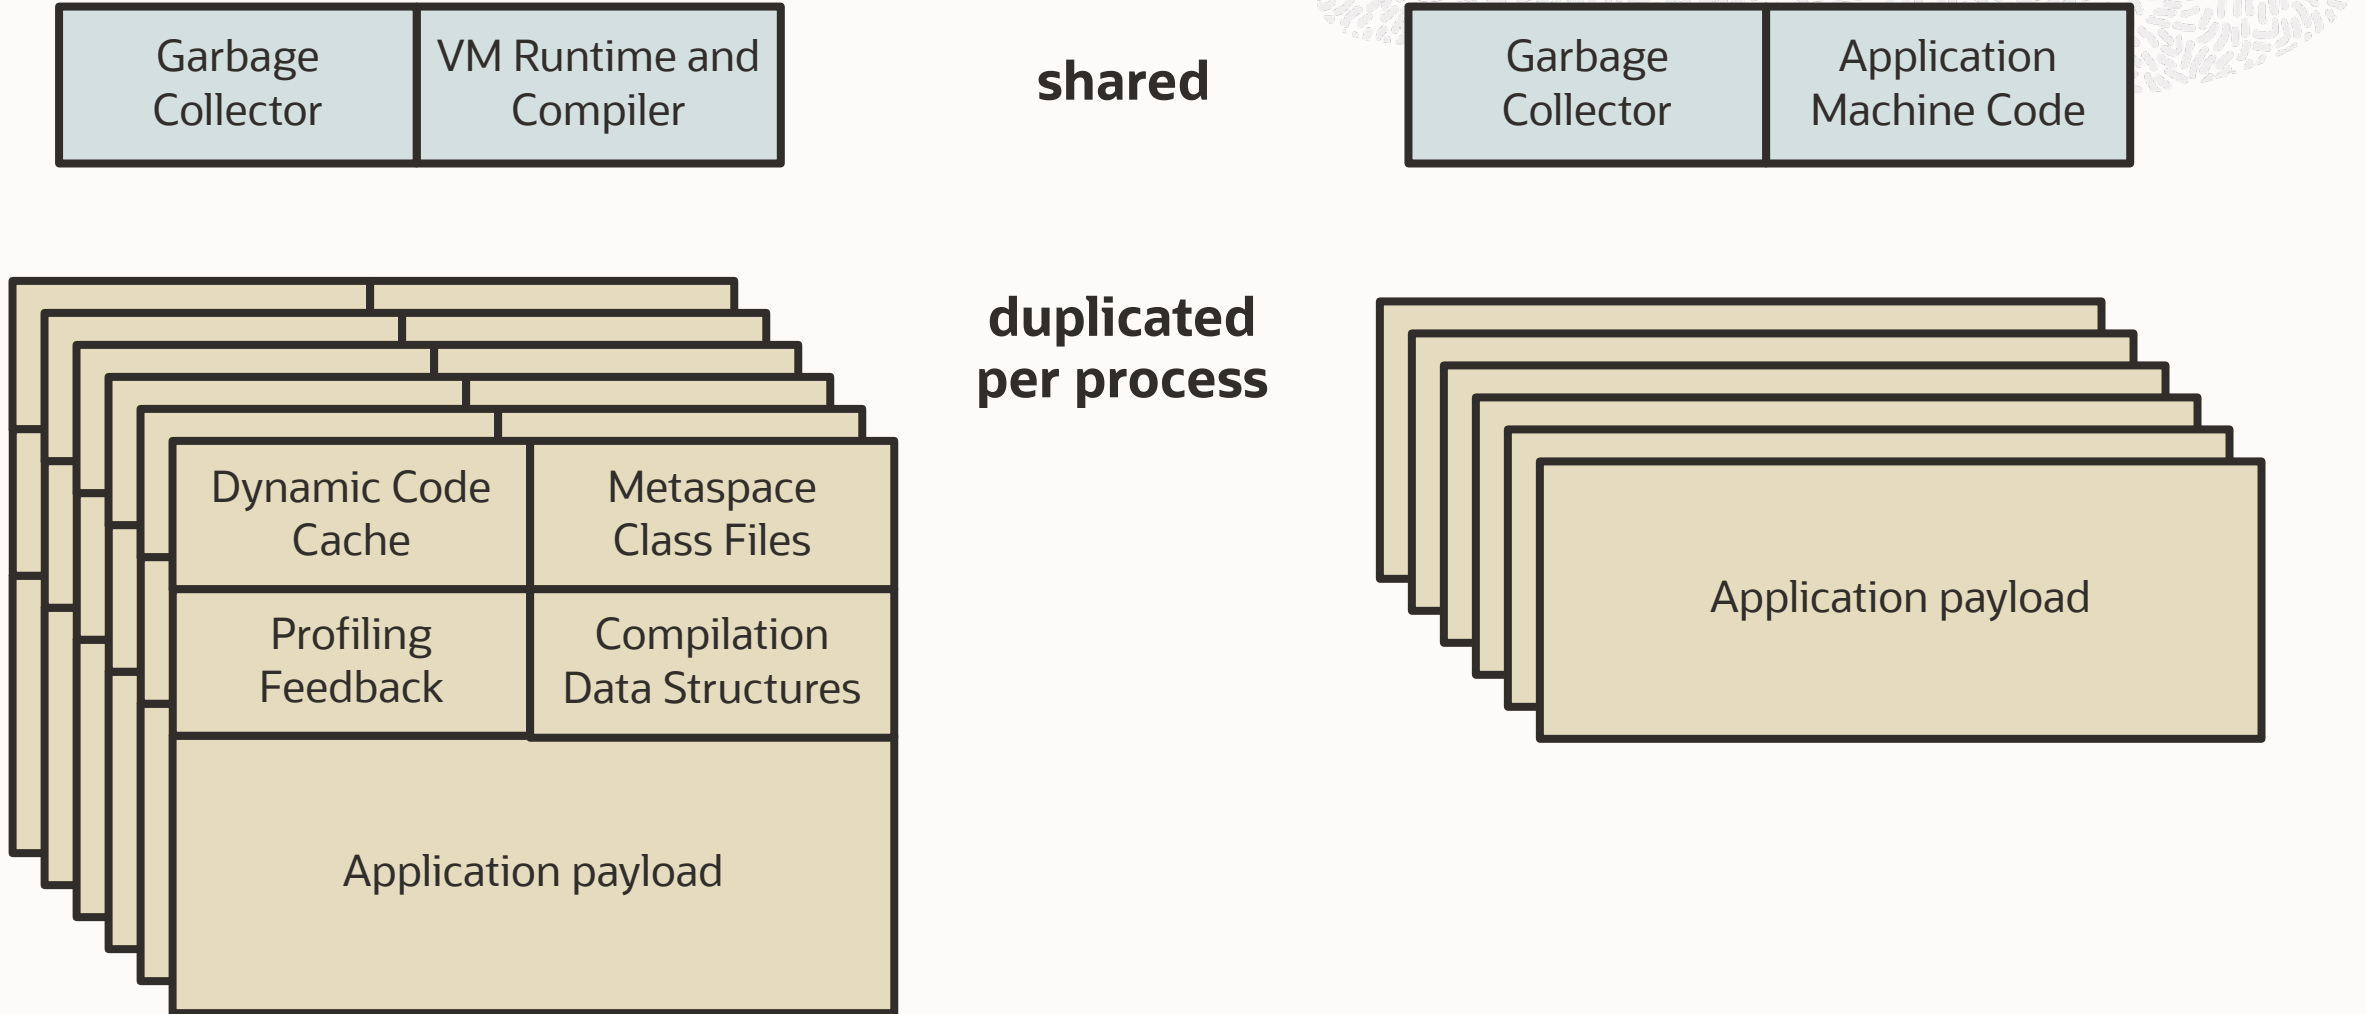 Garbage
Collector
VM Runtime and
Compiler
shared
Garbage
Collector
Application
Machine Code
duplicated
per process
Dynamic Code
Cache
Metaspace
Class Files
Profiling
Feedback
Compilation
Data Structures
Application payload
Application payload